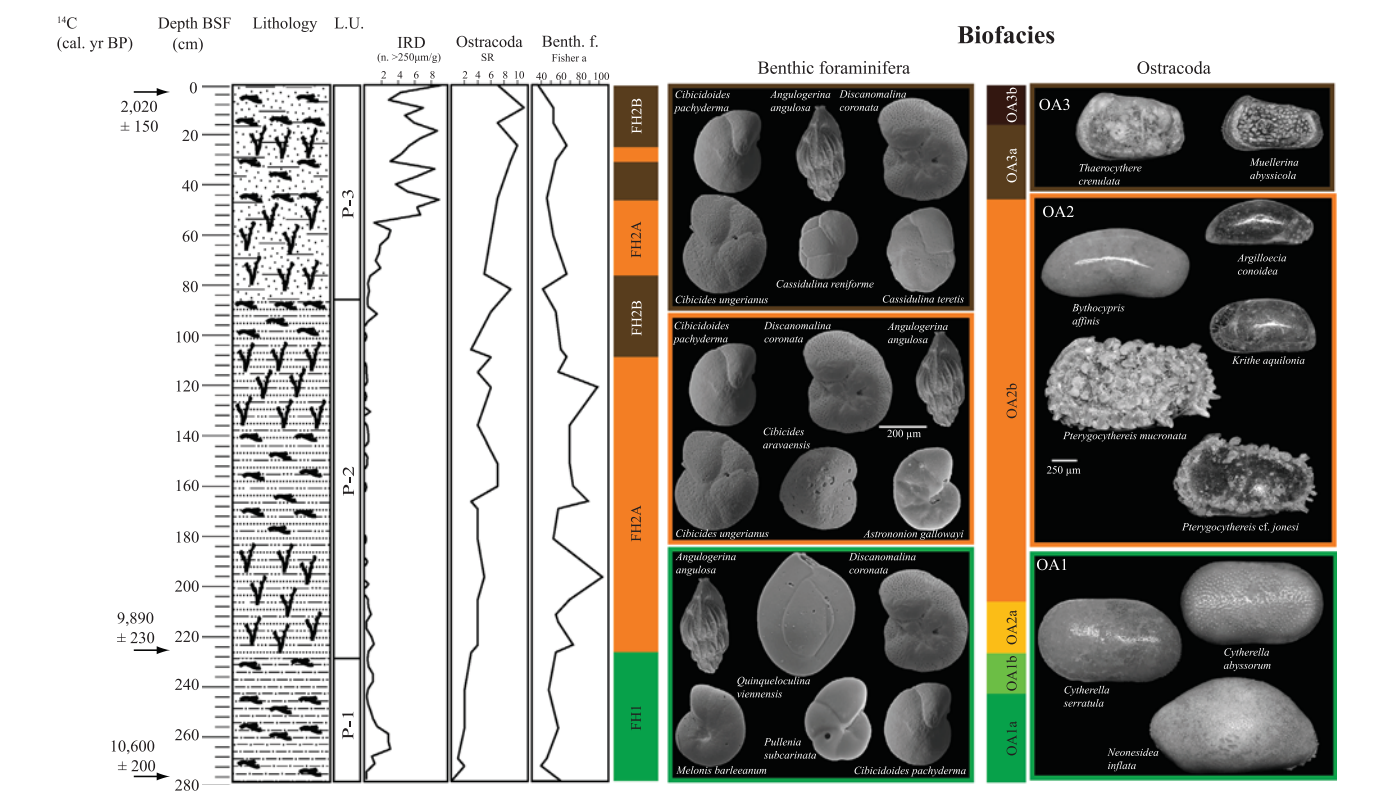 ¹⁴C
(cal. yr BP)
Depth BSF
(cm)
Lithology
L.U.
IRD
(n. >250μm/g)
Ostracoda
SR
Benth. f.
Fisher a
Biofacies
Benthic foraminifera
Ostracoda
2 4 6 8
2 4 6 8 10
40 60 80 100
0
20
40
60
80
100
120
140
160
180
200
220
240
260
280
2,020
± 150
9,890
± 230
10,600
± 200
P-3
P-2
P-1
FH2B
FH2A
FH2B
FH2A
FH1
Cibicidoides
pachyderma
Angulogerina
angulosa
Discanomalina
coronata
Cibicides ungerianus
Cassidulina reniforme
Cassidulina teretis
Cibicidoides
pachyderma
Discanomalina
coronata
Angulogerina
angulosa
200 μm
Cibicides
aravaensis
Cibicides ungerianus
Astrononion gallowayi
Angulogerina
angulosa
Discanomalina
coronata
Quinqueloculina
viennensis
Pullenia
subcarinata
Melonis barleeanum
Cibicidoides pachyderma
OA3b
OA3a
OA2b
OA2a
OA1b
OA1a
OA3
Thaerocythere
crenulata
Muellerina
abyssicola
OA2
Argilloecia
conoidea
Bythocypris
affinis
Krithe aquilonia
Pterygocythereis mucronata
250 μm
Pterygocythereis cf. jonesi
OA1
Cytherella
abyssorum
Cytherella
serratula
Neonesidea
inflata